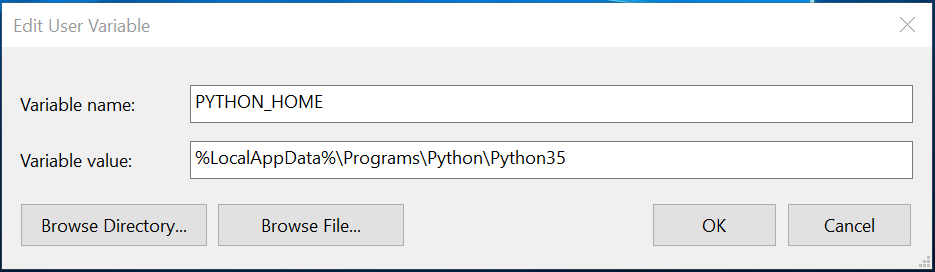 Edit User Variable
Variable name: PYTHON_HOME
Variable value: %LocalAppData%\Programs\Python\Python35
Browse Directory... Browse File... OK Cancel